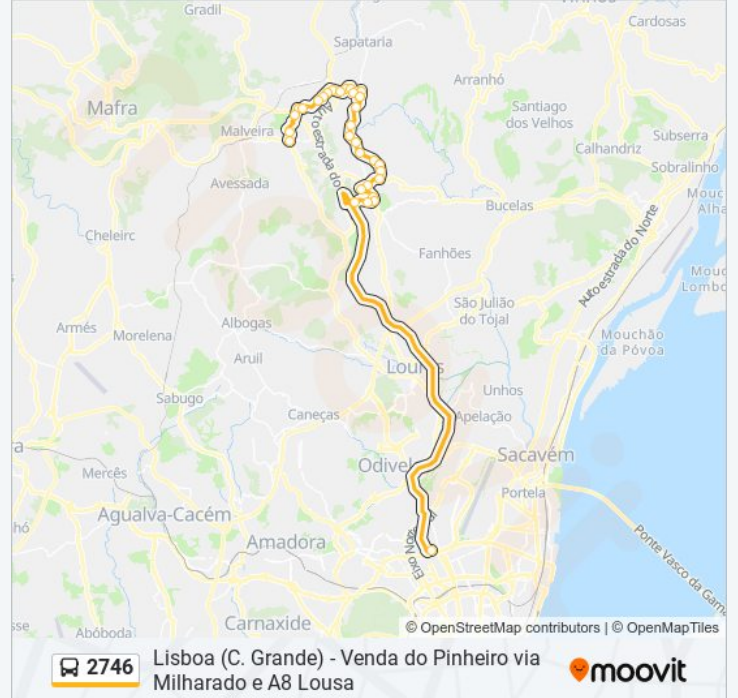 Gradil
Cardosas
Sapataria
Arranhó
Mafra
Santiago
dos Velhos
Subserra
Malveira
Calhandriz
Sobralinho
Avessada
Bucelas
Cheleirc
Fanhões
Autoestrada do Norte
São Julião
do Tojal
Armés
Morelena
Albogas
Mouchão
da Póvoa
Aruil
Sabugo
Unhos
Caneças
Apelação
Sacavém
Mercês
Portela
Agualva-Cacém
Amadora
Ponte Vasco da Gama
Carnaxide
Abóboda
© OpenStreetMap contributors | © OpenMapTiles
2746
Lisboa (C. Grande) - Venda do Pinheiro via
Milharado e A8 Lousa
moovit